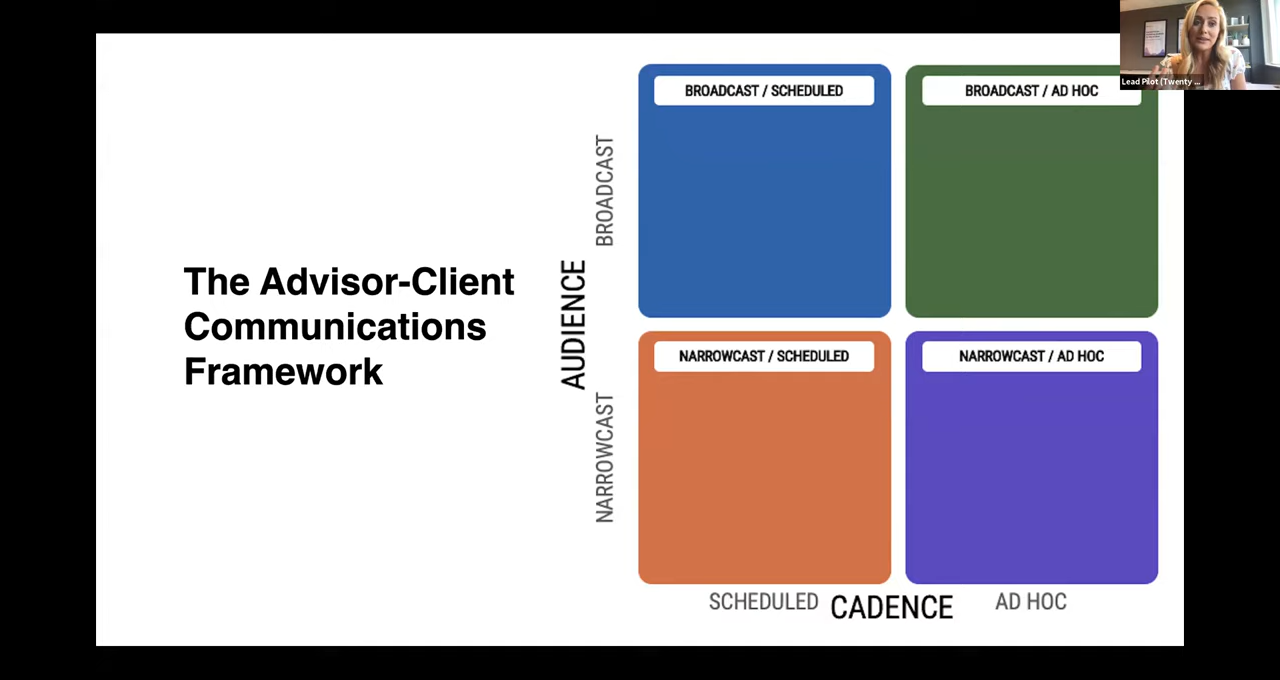 The Advisor-Client
Communications
Framework
AUDIENCE
BROADCAST
NARROWCAST
BROADCAST / SCHEDULED
BROADCAST / AD HOC
NARROWCAST / SCHEDULED
NARROWCAST / AD HOC
SCHEDULED
CADENCE
AD HOC
Lead Pilot (Twenty ...